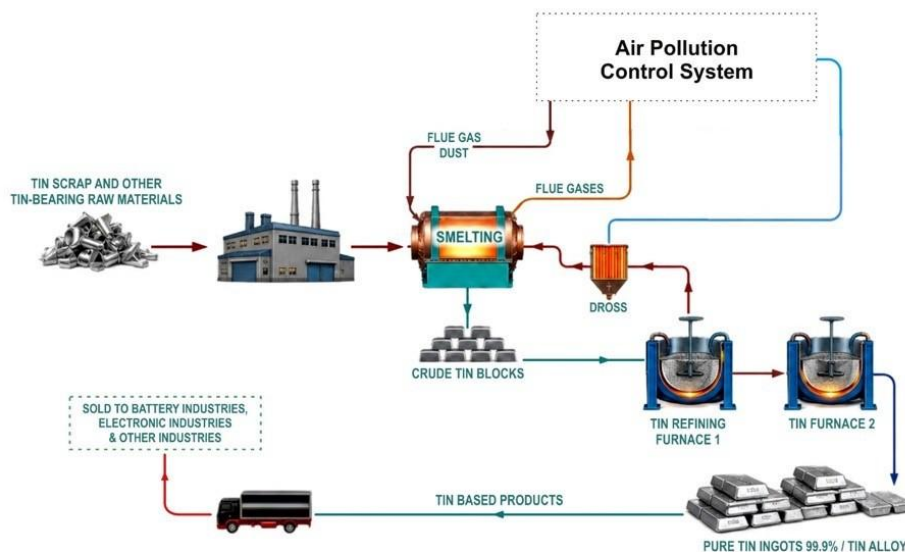 Air Pollution
Control System
FLUE GAS
DUST
FLUE GASES
TIN SCRAP AND OTHER
TIN-BEARING RAW MATERIALS
SMELTING
DROSS
CRUDE TIN BLOCKS
TIN REFINING
FURNACE 1
TIN FURNACE 2
SOLD TO BATTERY INDUSTRIES,
ELECTRONIC INDUSTRIES
& OTHER INDUSTRIES
TIN BASED PRODUCTS
PURE TIN INGOTS 99.9% / TIN ALLOY